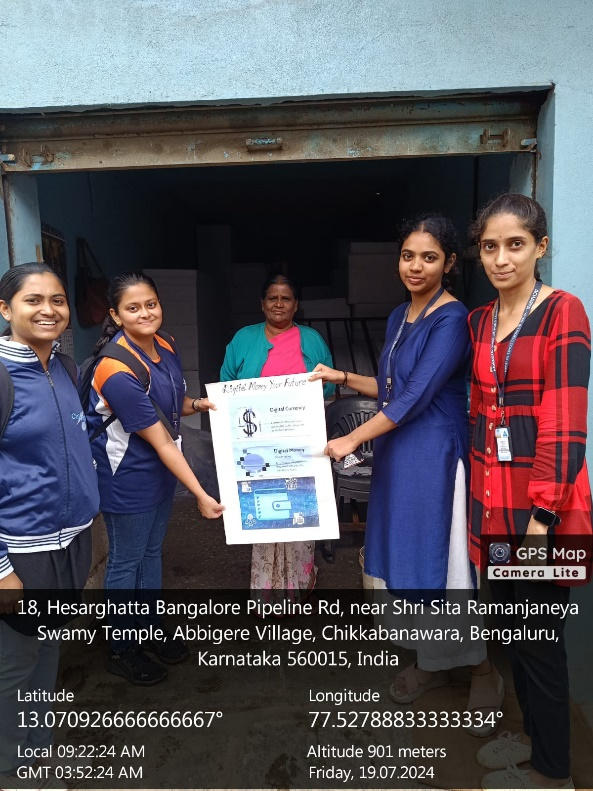 Digital Money Your Future
Digital Currency
Digital Money
GPS Map
Camera Lite
18, Hesarghatta Bangalore Pipeline Rd, near Shri Sita Ramanjaneya
Swamy Temple, Abbigere Village, Chikkabanawara, Bengaluru,
Karnataka 560015, India
Latitude
13.070926666666667°
Longitude
77.52788833333334°
Local 09:22:24 AM
GMT 03:52:24 AM
Altitude 901 meters
Friday, 19.07.2024